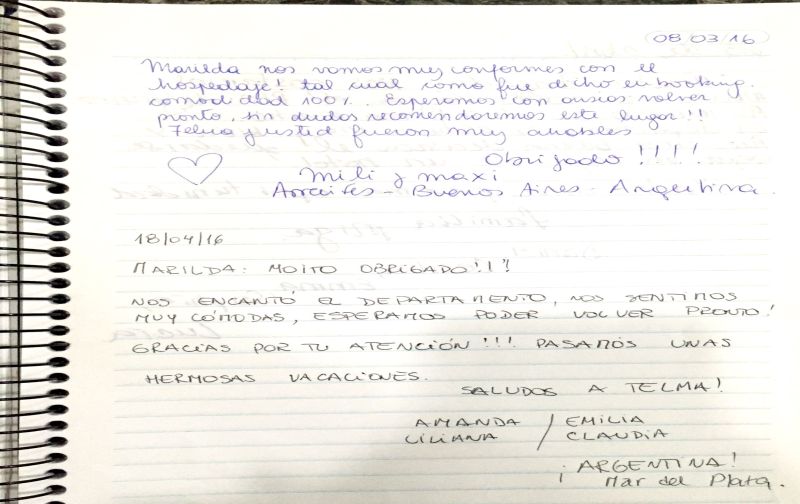 08/03/16
Marilda nos vamos muy conformes con el
hospedaje! tal cual como fue dicho en booking.
comodidad 100%. Esperamos con ansias volver
pronto, sin dudas recomendaremos este lugar!!
Telma y usted fueron muy amables
Obrigado !!!!
Mili y maxi
Arrecifes - Buenos Aires - Argentina.
18/04/16
MARILDA: MOITO OBRIGADO!!!
NOS ENCANTÓ EL DEPARTAMENTO, NOS SENTIMOS
MUY CÓMODAS, ESPERAMOS PODER VOLVER PRONTO!
GRACIAS POR TU ATENCIÓN!!! PASAMOS UNAS
HERMOSAS VACACIONES.
SALUDOS A TELMA!
AMANDA / EMILIA
LILIANA / CLAUDIA
¡ARGENTINA!
Mar del Plata.